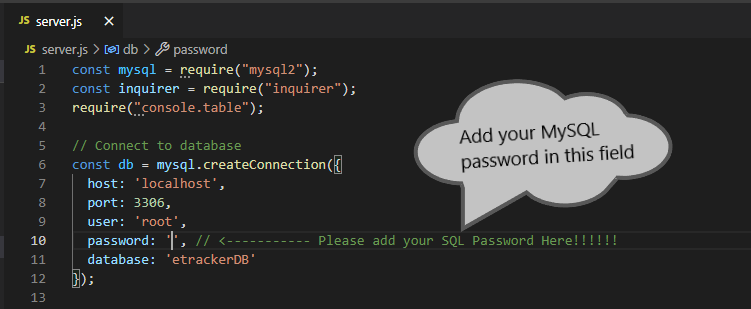 JS server.js ×
JS server.js > db > password
1 const mysql = require("mysql2");
2 const inquirer = require("inquirer");
3 require("console.table");
4
5 // Connect to database
6 const db = mysql.createConnection({
7 host: 'localhost',
8 port: 3306,
9 user: 'root',
10 password: '', // <----------- Please add your SQL Password Here!!!!!!
11 database: 'etrackerDB'
12 });
13
Add your MySQL
password in this field